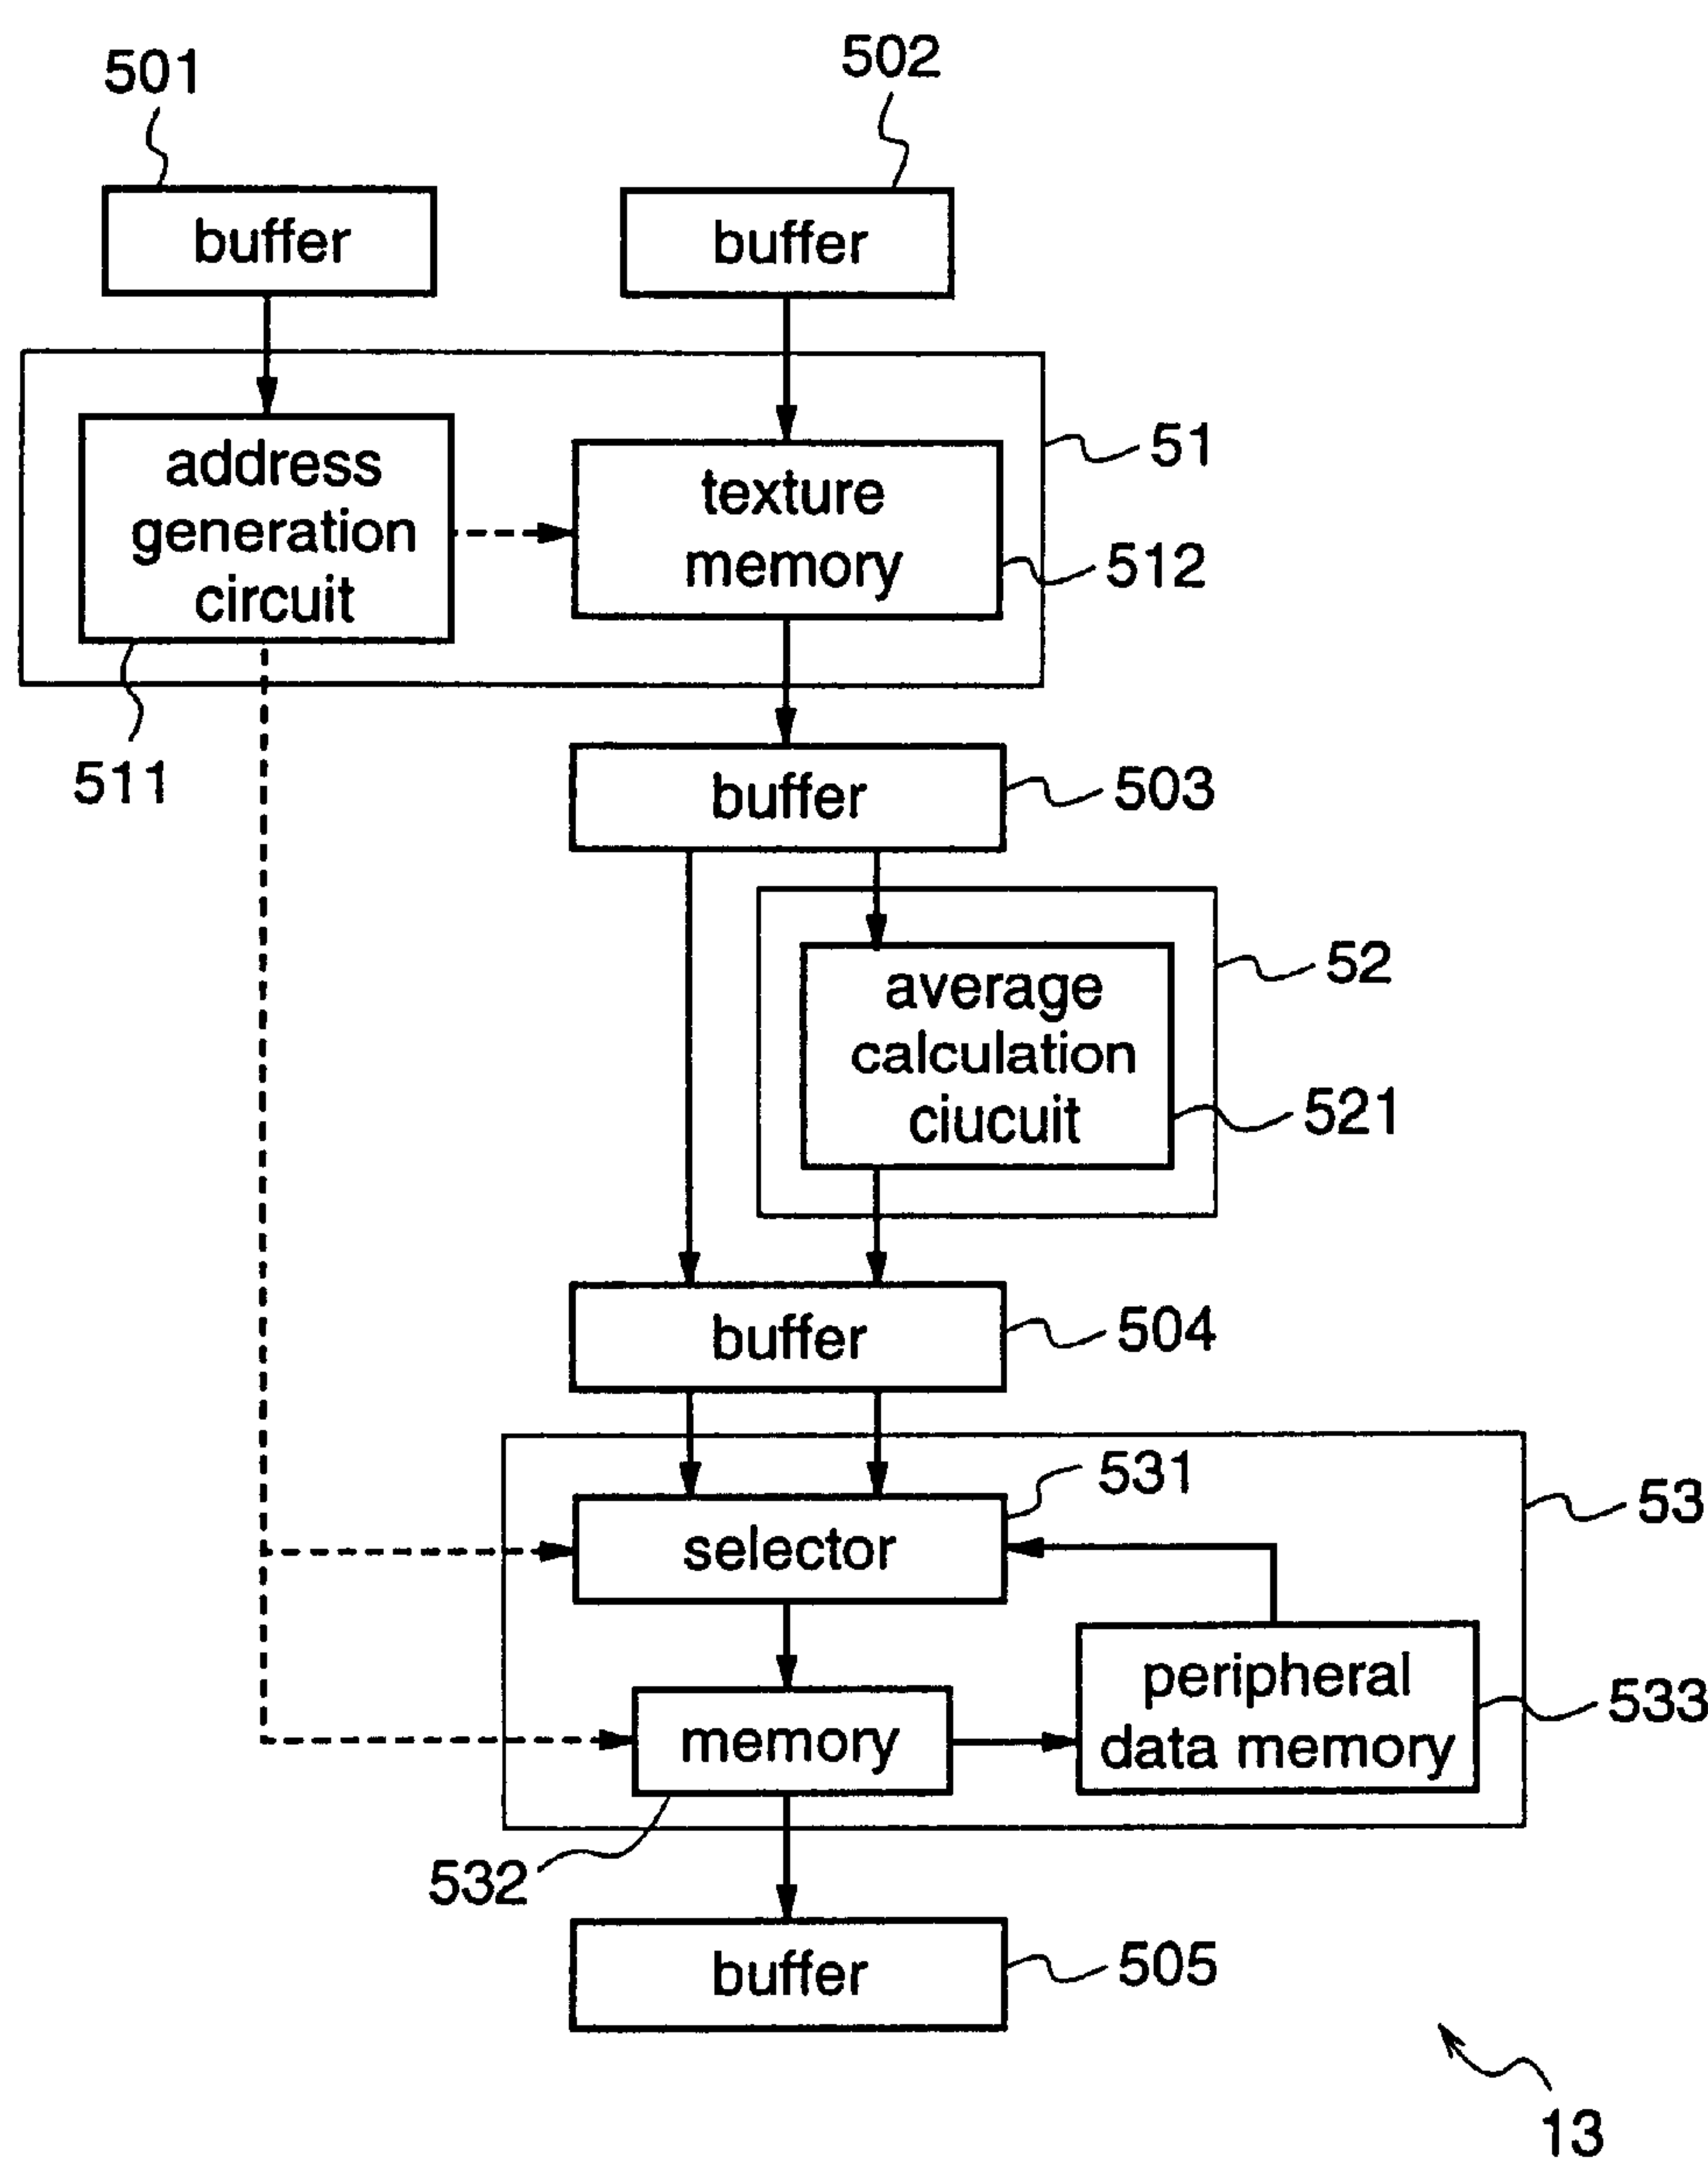 501
502
buffer
buffer
51
address
generation
circuit
texture
memory
512
511
buffer
503
52
average
calculation
ciucuit
521
buffer
504
531
53
selector
peripheral
data memory
533
memory
532
buffer
505
13